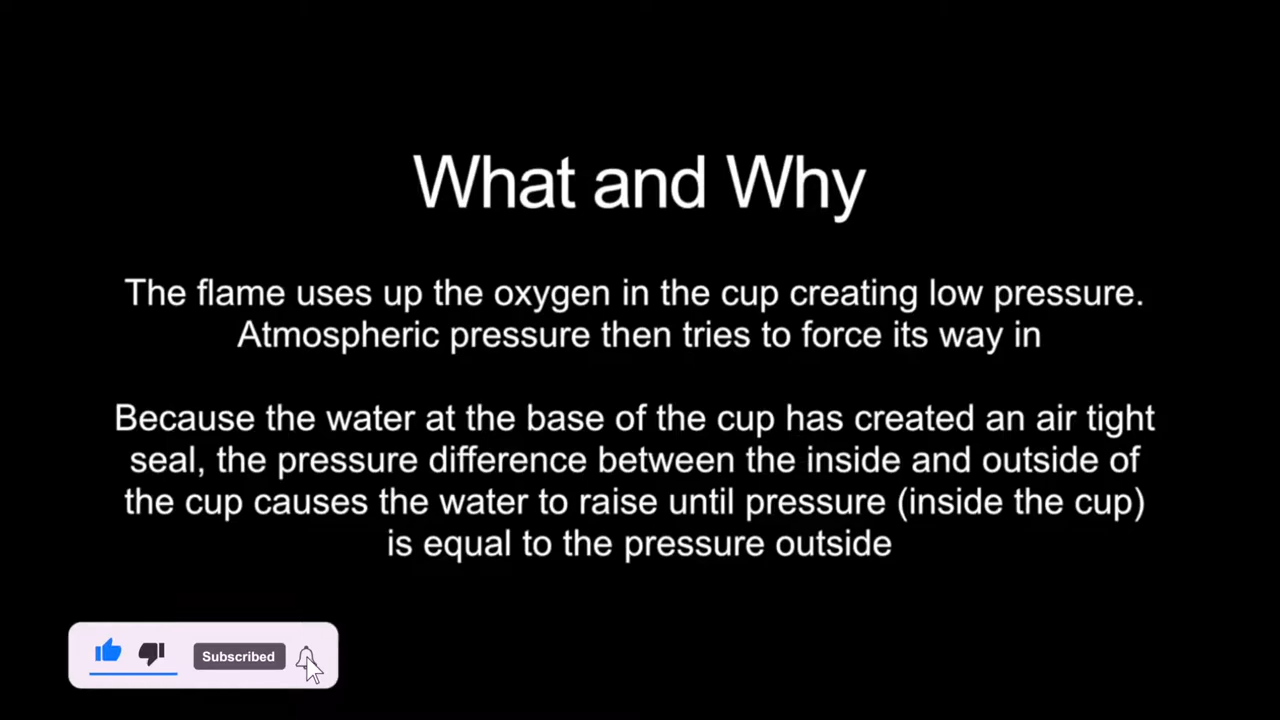 What and Why
The flame uses up the oxygen in the cup creating low pressure.
Atmospheric pressure then tries to force its way in
Because the water at the base of the cup has created an air tight
seal, the pressure difference between the inside and outside of
the cup causes the water to raise until pressure (inside the cup)
is equal to the pressure outside
Subscribed